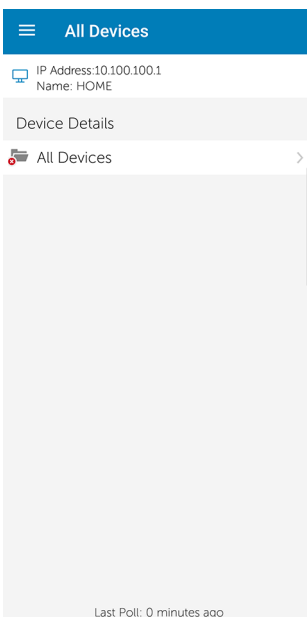 All Devices
IP Address:10.100.100.1
Name: HOME
Device Details
All Devices
Last Poll: 0 minutes ago